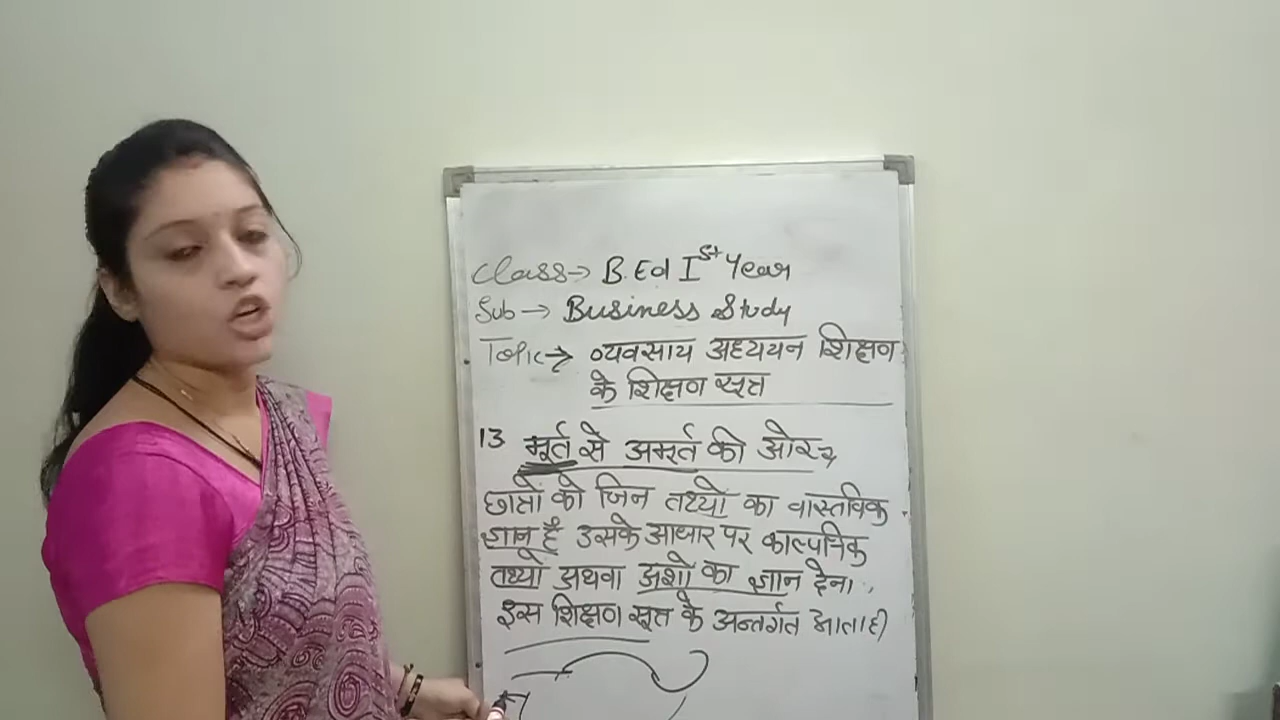 Class → B.Ed Ist Year
Sub → Business Study
Topic → व्यवसाय अध्ययन शिक्षण
के शिक्षण सूत्र
13 मूर्त से अमूर्त की ओर
छात्रों को जिन तथ्यो का वास्तविक
ज्ञान है उसके आधार पर काल्पनिक
तथ्यो अथवा अंशो का ज्ञान देना,
इस शिक्षण सूत्र के अन्तर्गत आता है।